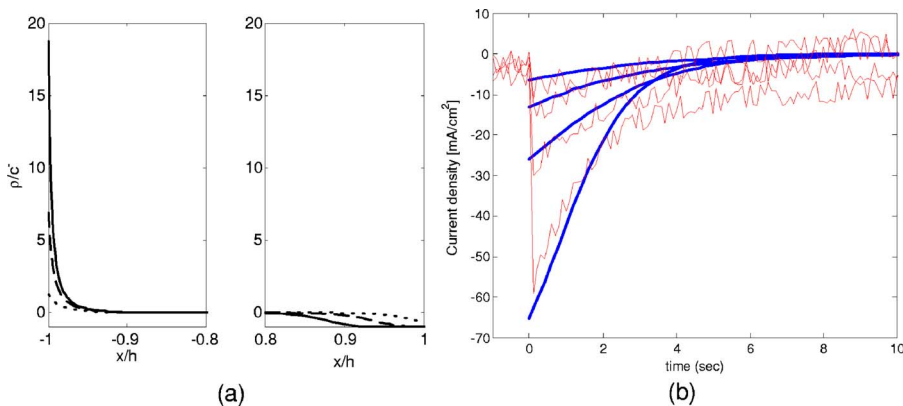 20
15
10
5
0
ρ/c⁻
-1 -0.9 -0.8
x/h
20
15
10
5
0
0.8 0.9 1
x/h
(a)
10
0
-10
-20
-30
-40
-50
-60
-70
Current density [mA/cm²]
0 2 4 6 8 10
time (sec)
(b)